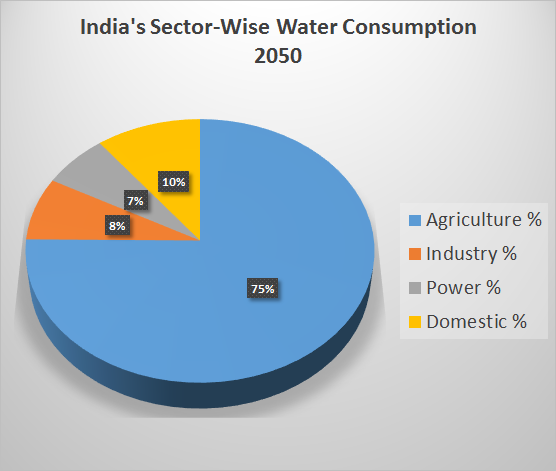 India's Sector-Wise Water Consumption
2050
10%
7%
8%
75%
Agriculture %
Industry %
Power %
Domestic %